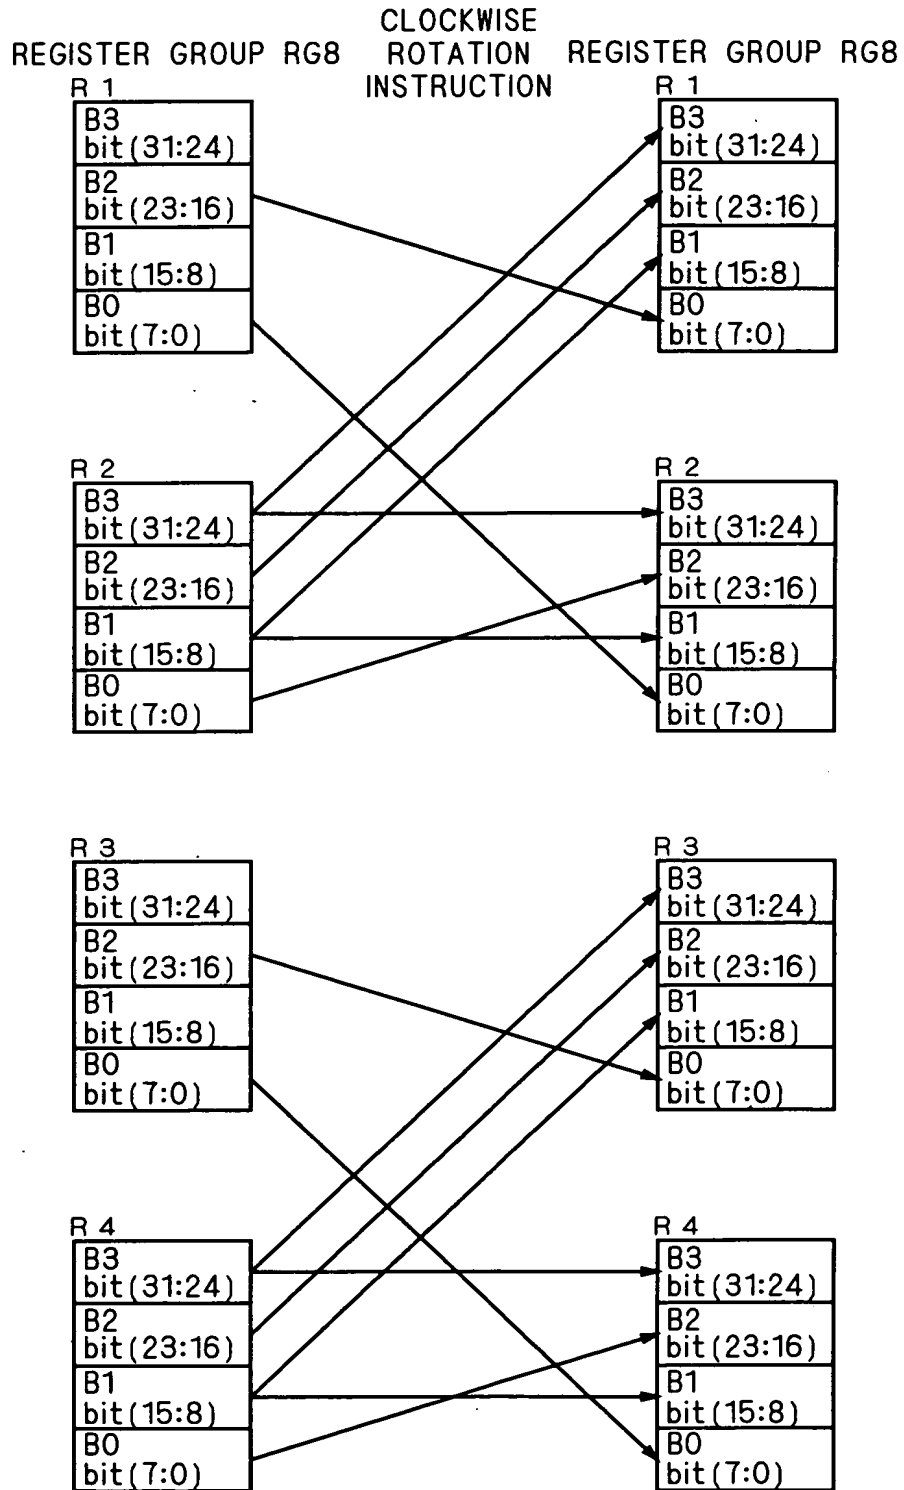 CLOCKWISE
REGISTER GROUP RG8 ROTATION REGISTER GROUP RG8
INSTRUCTION
R 1
B3
bit(31:24)
B2
bit(23:16)
B1
bit(15:8)
B0
bit(7:0)
R 1
B3
bit(31:24)
B2
bit(23:16)
B1
bit(15:8)
B0
bit(7:0)
R 2
B3
bit(31:24)
B2
bit(23:16)
B1
bit(15:8)
B0
bit(7:0)
R 2
B3
bit(31:24)
B2
bit(23:16)
B1
bit(15:8)
B0
bit(7:0)
R 3
B3
bit(31:24)
B2
bit(23:16)
B1
bit(15:8)
B0
bit(7:0)
R 3
B3
bit(31:24)
B2
bit(23:16)
B1
bit(15:8)
B0
bit(7:0)
R 4
B3
bit(31:24)
B2
bit(23:16)
B1
bit(15:8)
B0
bit(7:0)
R 4
B3
bit(31:24)
B2
bit(23:16)
B1
bit(15:8)
B0
bit(7:0)